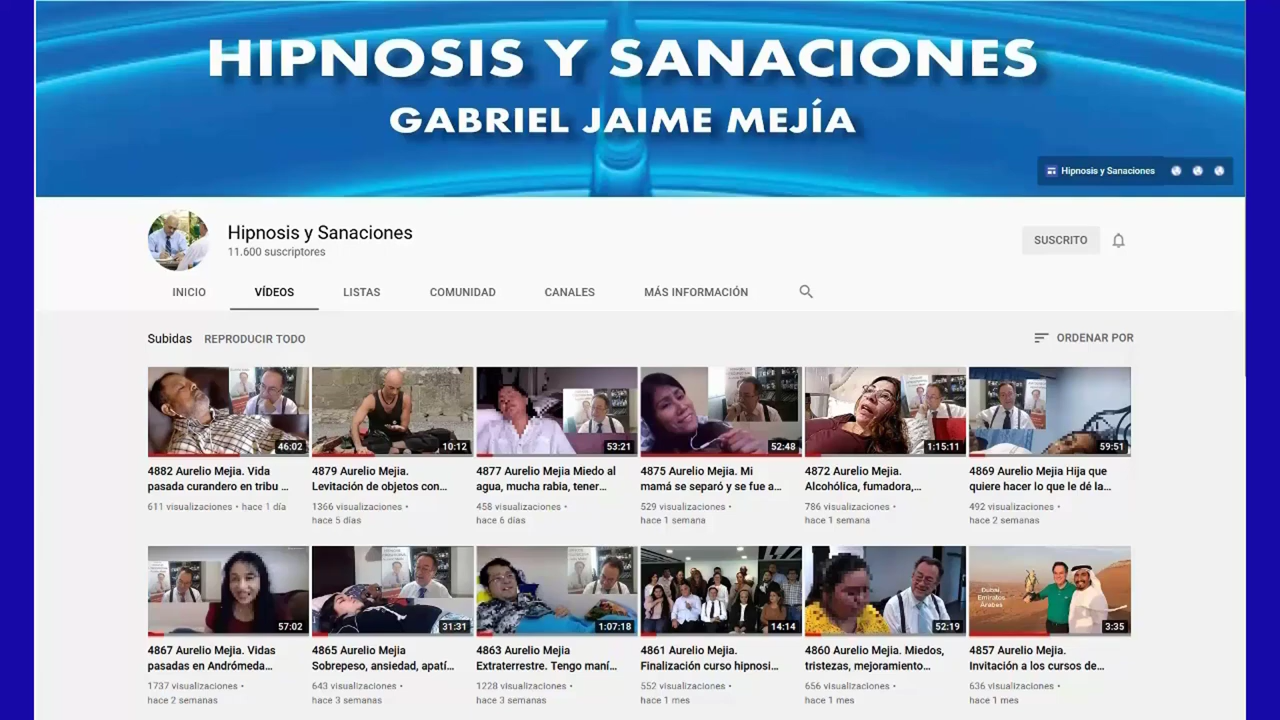 HIPNOSIS Y SANACIONES
GABRIEL JAIME MEJÍA
Hipnosis y Sanaciones
Hipnosis y Sanaciones
11.600 suscriptores
SUSCRITO
INICIO VÍDEOS LISTAS COMUNIDAD CANALES MÁS INFORMACIÓN
Subidas REPRODUCIR TODO ORDENAR POR
46:02
4882 Aurelio Mejia. Vida
pasada curandero en tribu ...
611 visualizaciones • hace 1 día
10:12
4879 Aurelio Mejia.
Levitación de objetos con...
1366 visualizaciones •
hace 5 días
53:21
4877 Aurelio Mejia Miedo al
agua, mucha rabia, tener...
458 visualizaciones •
hace 6 días
52:48
4875 Aurelio Mejia. Mi
mamá se separó y se fue a...
529 visualizaciones •
hace 1 semana
1:15:11
4872 Aurelio Mejia.
Alcohólica, fumadora,...
786 visualizaciones •
hace 1 semana
59:51
4869 Aurelio Mejia Hija que
quiere hacer lo que le dé la...
492 visualizaciones •
hace 2 semanas
57:02
4867 Aurelio Mejia. Vidas
pasadas en Andrómeda...
1737 visualizaciones •
hace 2 semanas
31:31
4865 Aurelio Mejia.
Sobrepeso, ansiedad, apatí...
643 visualizaciones •
hace 3 semanas
1:07:18
4863 Aurelio Mejia
Extraterrestre. Tengo maní...
1228 visualizaciones •
hace 3 semanas
14:14
4861 Aurelio Mejia.
Finalización curso hipnosi...
552 visualizaciones •
hace 1 mes
52:19
4860 Aurelio Mejia. Miedos,
tristezas, mejoramiento...
656 visualizaciones •
hace 1 mes
Dubai,
Emiratos
Árabes
3:35
4857 Aurelio Mejia.
Invitación a los cursos de...
636 visualizaciones •
hace 1 mes